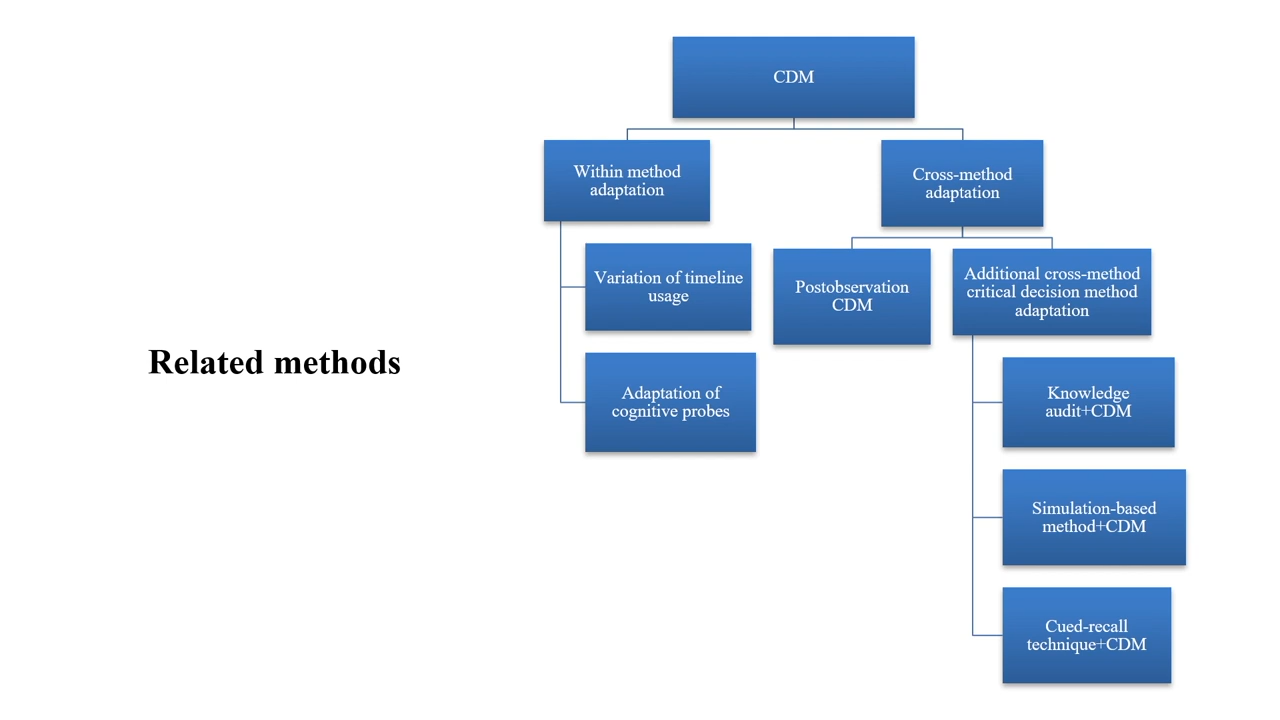 CDM
Within method
adaptation
Cross-method
adaptation
Variation of timeline
usage
Postobservation
CDM
Additional cross-method
critical decision method
adaptation
Related methods
Adaptation of
cognitive probes
Knowledge
audit+CDM
Simulation-based
method+CDM
Cued-recall
technique+CDM